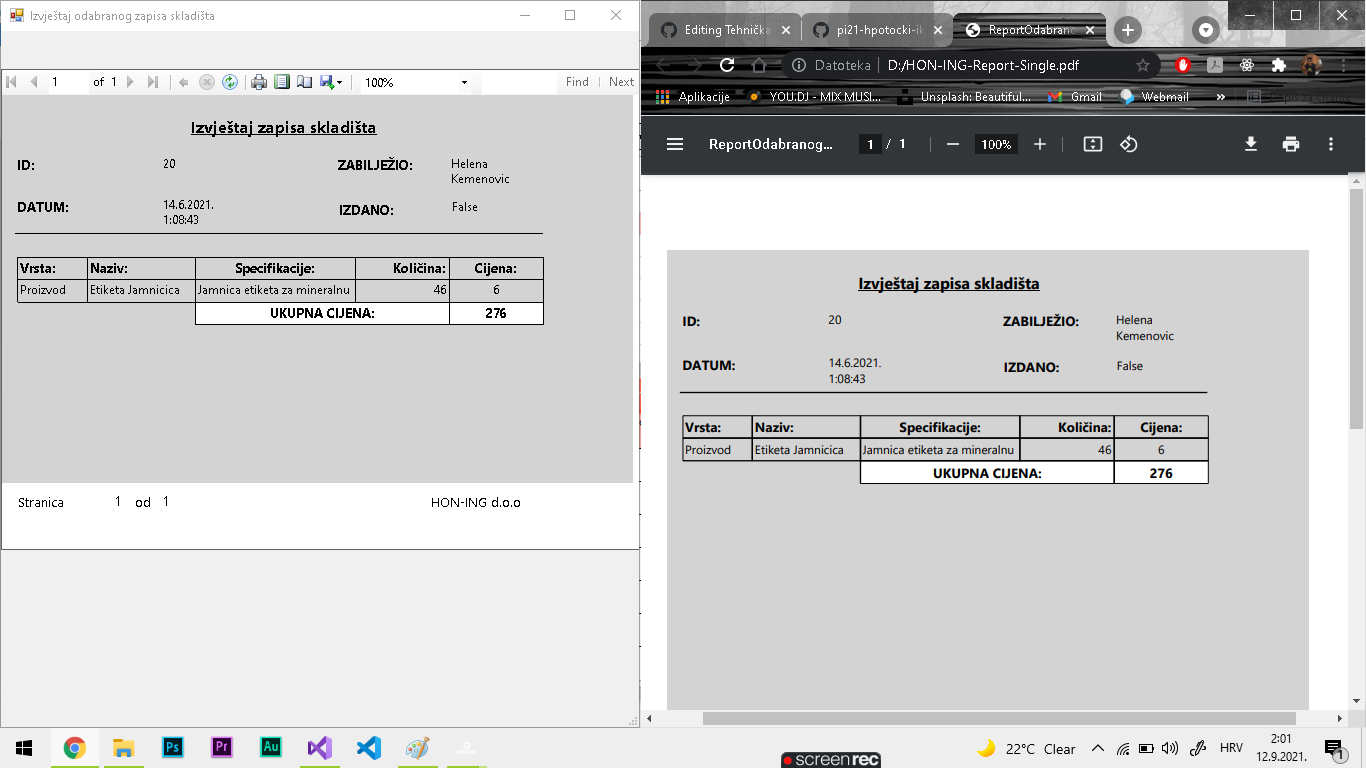 Izvještaj odabranog zapisa skladišta
1 of 1 100% Find Next
Izvještaj zapisa skladišta
ID: 20 ZABILJEŽIO: Helena
Kemenovic
DATUM: 14.6.2021. IZDANO: False
1:08:43
Vrsta: Naziv: Specifikacije: Količina: Cijena:
Proizvod Etiketa Jamnicica Jamnica etiketa za mineralnu 46 6
UKUPNA CIJENA: 276
Stranica 1 od 1 HON-ING d.o.o
Editing Tehnička pi21-hpotocki-ik ReportOdabrano
Datoteka D:/HON-ING-Report-Single.pdf
Aplikacije YOU.DJ - MIX MUSI... Unsplash: Beautiful... Gmail Webmail »
ReportOdabranog... 1 / 1 100%
Izvještaj zapisa skladišta
ID: 20 ZABILJEŽIO: Helena
Kemenovic
DATUM: 14.6.2021. IZDANO: False
1:08:43
Vrsta: Naziv: Specifikacije: Količina: Cijena:
Proizvod Etiketa Jamnicica Jamnica etiketa za mineralnu 46 6
UKUPNA CIJENA: 276
Ps Pr Au 22°C Clear HRV 2:01
12.9.2021. 1
screenrec